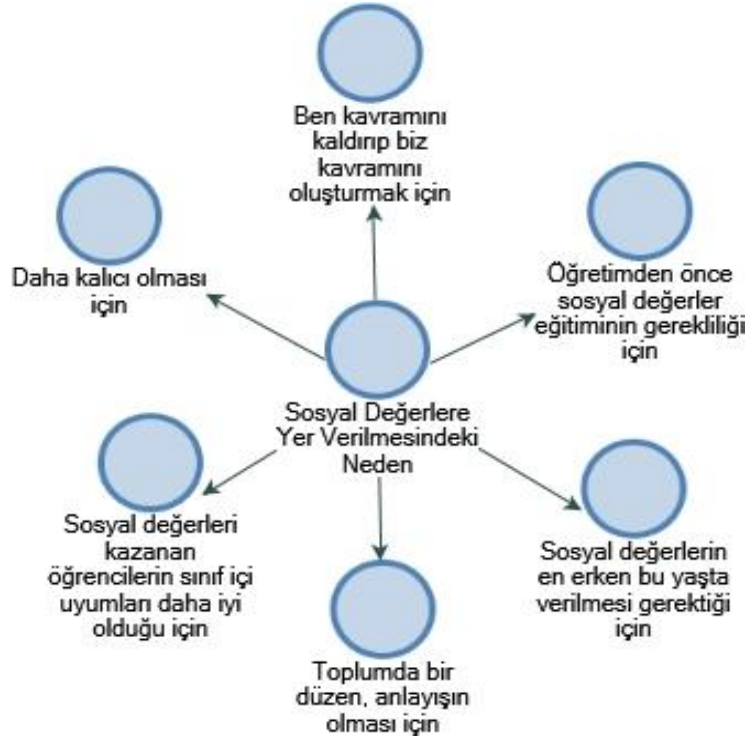 Ben kavramını
kaldırıp biz
kavramını
oluşturmak için
Daha kalıcı olması
için
Öğretimden önce
sosyal değerler
eğitiminin gerekliliği
için
Sosyal Değerlere
Yer Verilmesindeki
Neden
Sosyal değerleri
kazanan
öğrencilerin sınıf içi
uyumları daha iyi
olduğu için
Sosyal değerlerin
en erken bu yaşta
verilmesi gerektiği
için
Toplumda bir
düzen, anlayışın
olması için